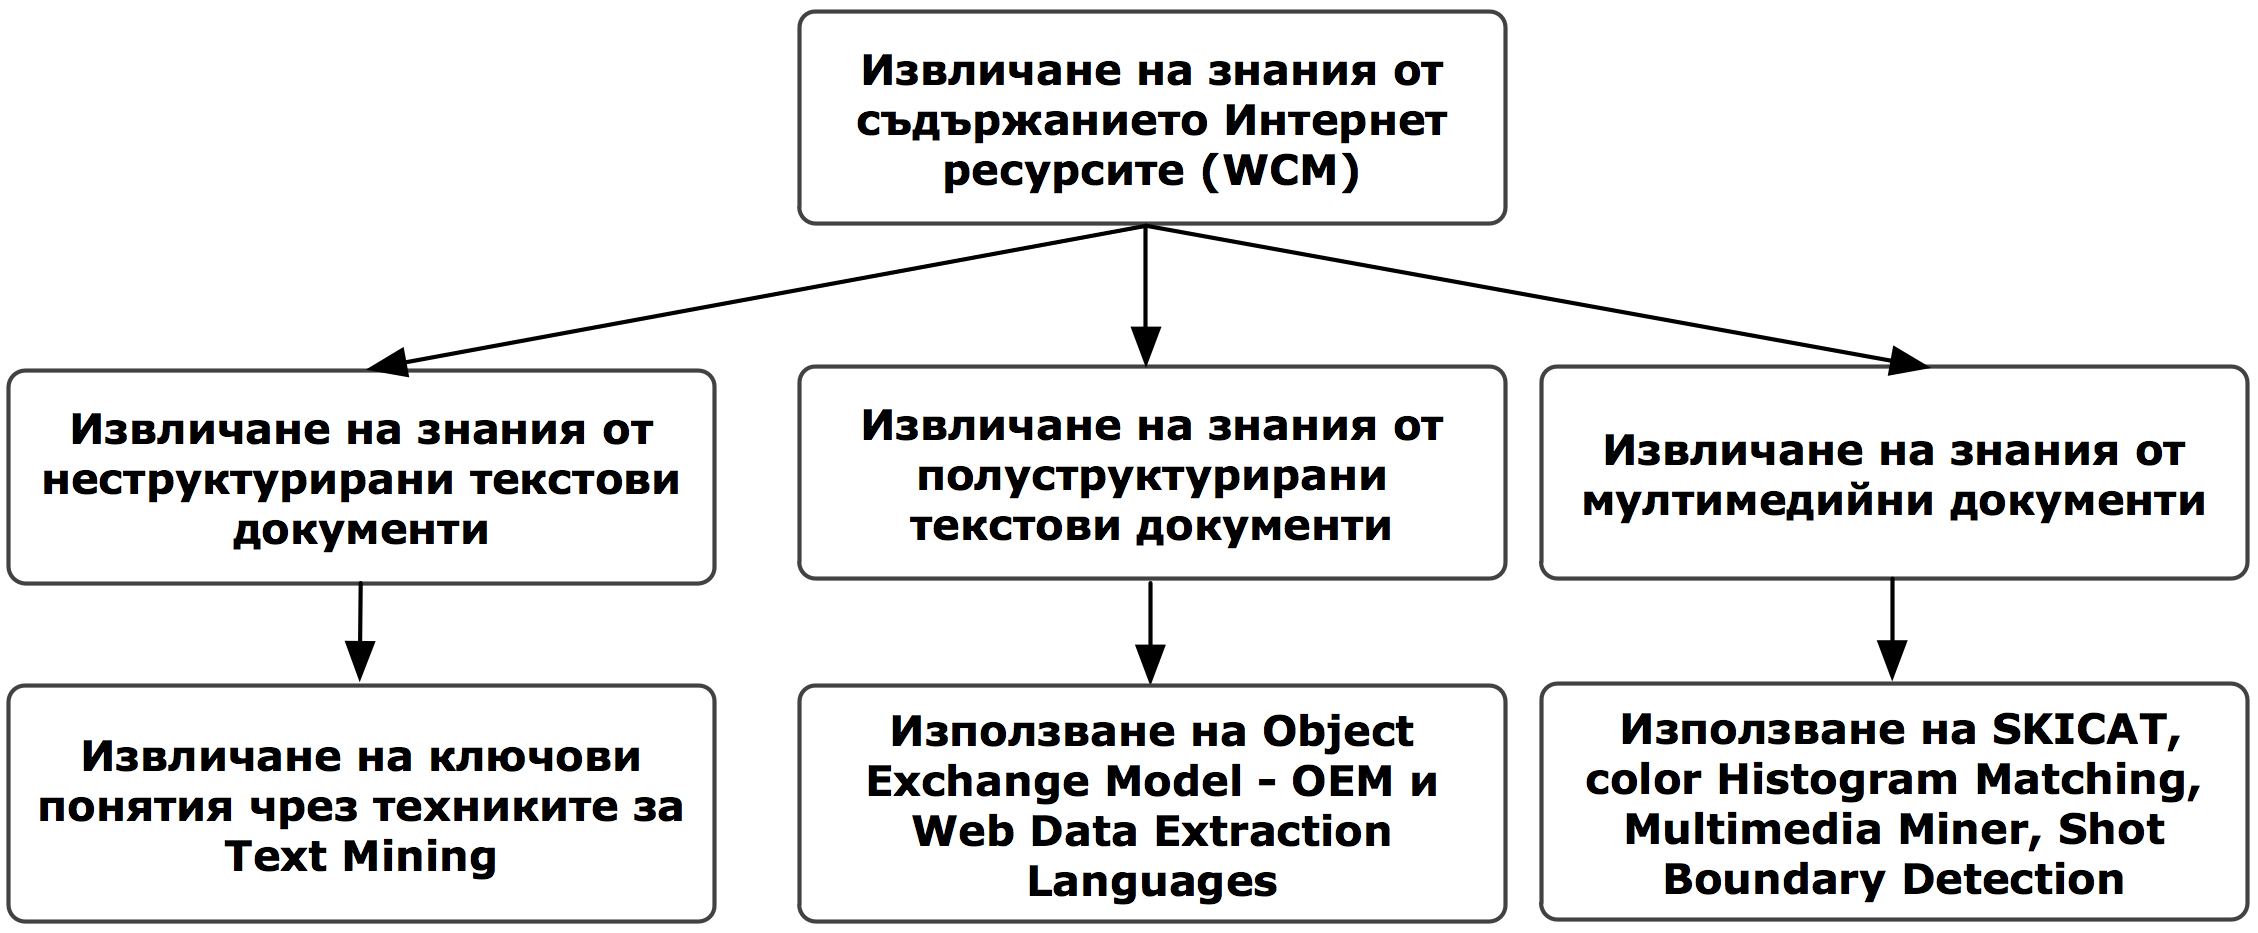 Извличане на знания от
съдържанието Интернет
ресурсите (WCM)
Извличане на знания от
неструктурирани текстови
документи
Извличане на знания от
полуструктурирани
текстови документи
Извличане на знания от
мултимедийни документи
Извличане на ключови
понятия чрез техниките за
Text Mining
Използване на Object
Exchange Model – OEM и
Web Data Extraction
Languages
Използване на SKICAT,
color Histogram Matching,
Multimedia Miner, Shot
Boundary Detection